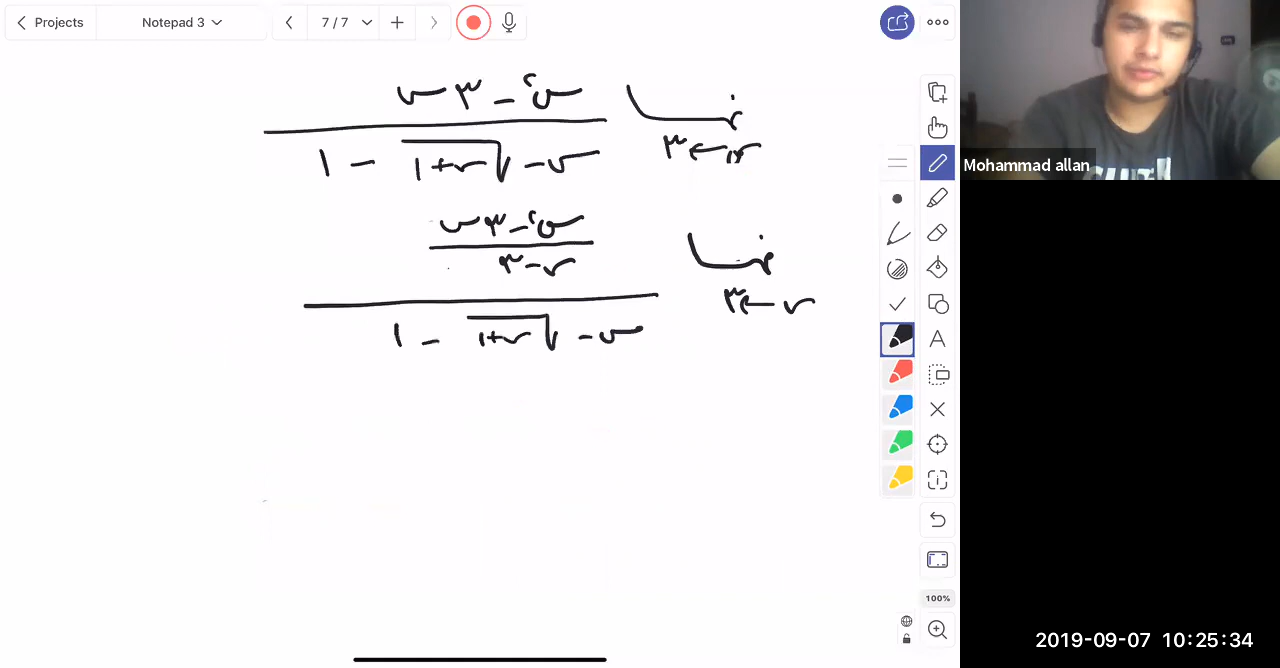 Projects
Notepad 3
7 / 7
Mohammad allan
نهـــا س٢ - ٣س
س ← ٣
س - √س+١ - ١
نهـــا س٢ - ٣س
س - ٣
س ← ٣
س - √س+١ - ١
A
100%
2019-09-07 10:25:34